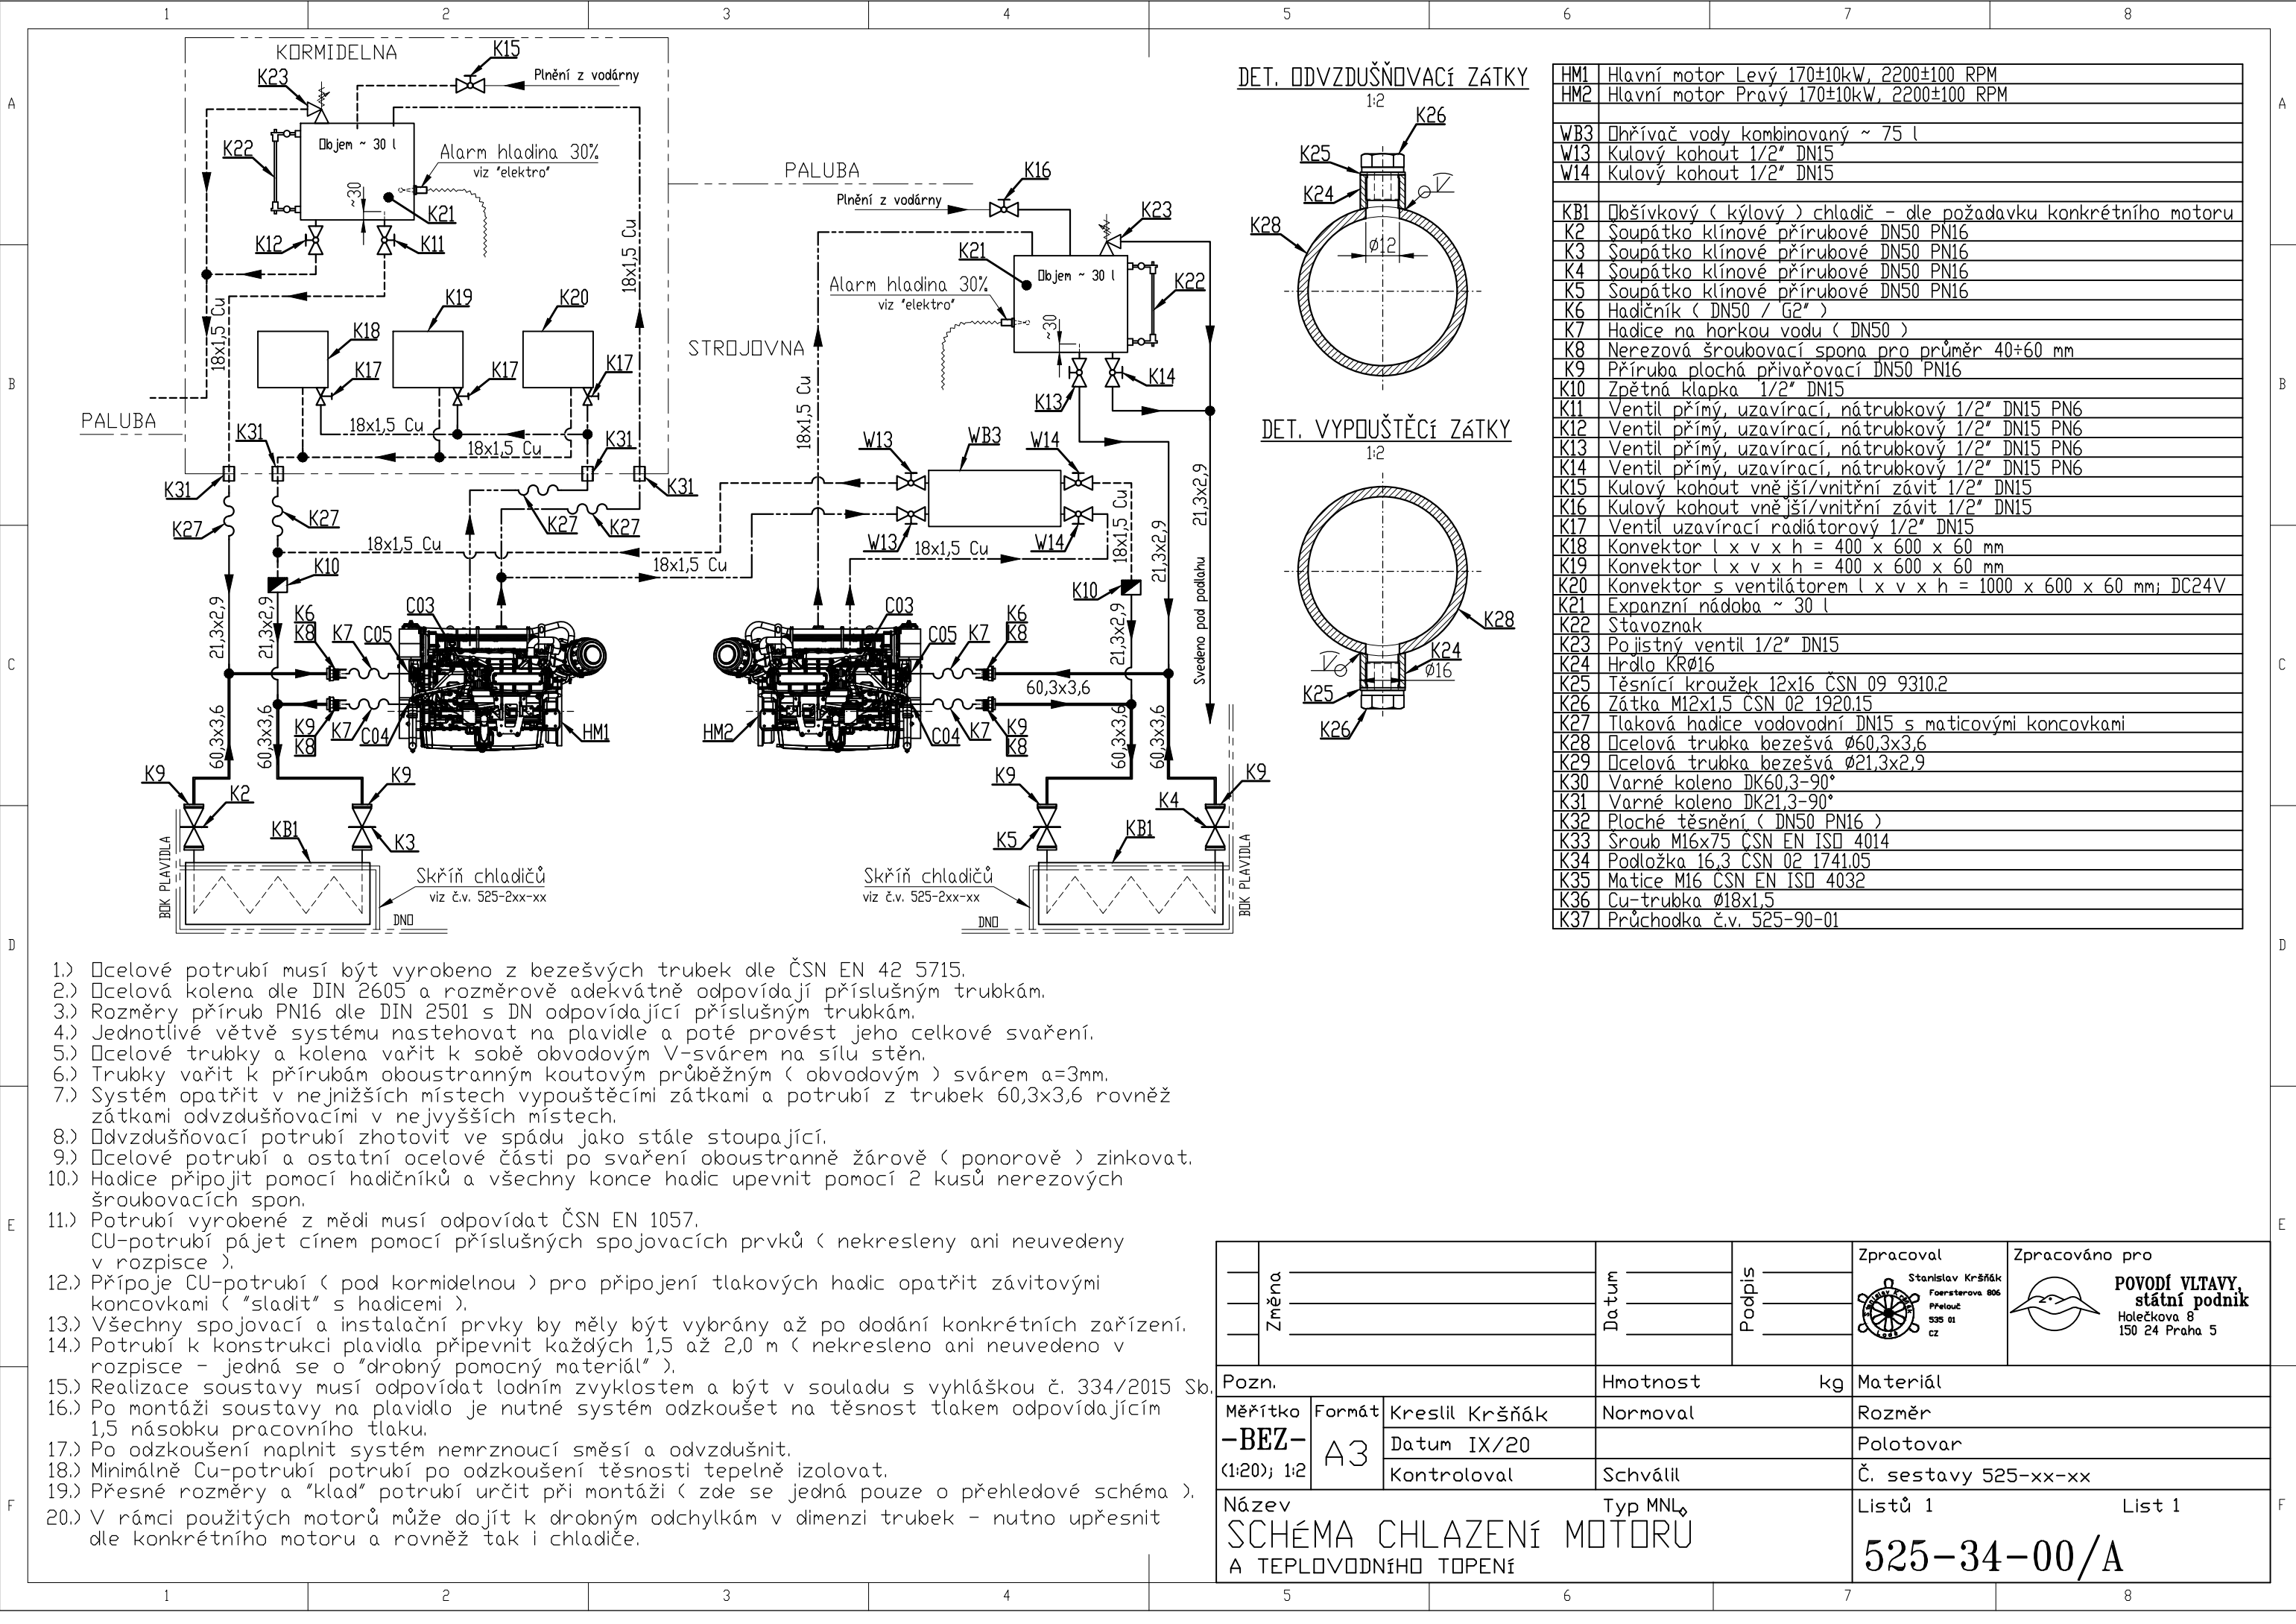 1 2 3 4 5 6 7 8
A
B
C
D
E
F
KORMIDELNA
K15
Plnění z vodárny
K23
Objem ~ 30 l
K22
Alarm hladina 30%
viz "elektro"
~30
K21
K12
K11
18x1,5 Cu
18x1,5 Cu
K19
K20
K18
K17
K17
K17
PALUBA
18x1,5 Cu
18x1,5 Cu
K31
K31
K31
K31
K27
K27
K27
K27
18x1,5 Cu
18x1,5 Cu
K10
21,3x2,9
21,3x2,9
K6
K8
K7
C05
C03
K9
K8
K7
C04
HM1
60,3x3,6
60,3x3,6
K9
K2
K9
K3
KB1
BOK PLAVIDLA
Skříň chladičů
viz č.v. 525-2xx-xx
DNO
PALUBA
STROJOVNA
K16
Plnění z vodárny
K23
K21
Objem ~ 30 l
K22
Alarm hladina 30%
viz "elektro"
~30
K13
K14
18x1,5 Cu
W13
WB3
W14
W13
W14
18x1,5 Cu
18x1,5 Cu
21,3x2,9
21,3x2,9
Svedeno pod podlahu
K10
21,3x2,9
C03
C05
K7
K6
K8
60,3x3,6
HM2
C04
K7
K9
K8
60,3x3,6
60,3x3,6
K9
K5
K9
K4
KB1
BOK PLAVIDLA
Skříň chladičů
viz č.v. 525-2xx-xx
DNO
DET. ODVZDUŠŇOVACÍ ZÁTKY
1:2
K26
K25
K24
V
K28
Ø12
DET. VYPOUŠTĚCÍ ZÁTKY
1:2
K28
V
K24
Ø16
K25
K26
HM1 Hlavní motor Levý 170±10kW, 2200±100 RPM
HM2 Hlavní motor Pravý 170±10kW, 2200±100 RPM
WB3 Ohřívač vody kombinovaný ~ 75 l
W13 Kulový kohout 1/2" DN15
W14 Kulový kohout 1/2" DN15
KB1 Obšívkový ( kýlový ) chladič - dle požadavku konkrétního motoru
K2 Šoupátko klínové přírubové DN50 PN16
K3 Šoupátko klínové přírubové DN50 PN16
K4 Šoupátko klínové přírubové DN50 PN16
K5 Šoupátko klínové přírubové DN50 PN16
K6 Hadičník ( DN50 / G2" )
K7 Hadice na horkou vodu ( DN50 )
K8 Nerezová šroubovací spona pro průměr 40÷60 mm
K9 Příruba plochá přivařovací DN50 PN16
K10 Zpětná klapka 1/2" DN15
K11 Ventil přímý, uzavírací, nátrubkový 1/2" DN15 PN6
K12 Ventil přímý, uzavírací, nátrubkový 1/2" DN15 PN6
K13 Ventil přímý, uzavírací, nátrubkový 1/2" DN15 PN6
K14 Ventil přímý, uzavírací, nátrubkový 1/2" DN15 PN6
K15 Kulový kohout vnější/vnitřní závit 1/2" DN15
K16 Kulový kohout vnější/vnitřní závit 1/2" DN15
K17 Ventil uzavírací radiátorový 1/2" DN15
K18 Konvektor l x v x h = 400 x 600 x 60 mm
K19 Konvektor l x v x h = 400 x 600 x 60 mm
K20 Konvektor s ventilátorem l x v x h = 1000 x 600 x 60 mm; DC24V
K21 Expanzní nádoba ~ 30 l
K22 Stavoznak
K23 Pojistný ventil 1/2" DN15
K24 Hrdlo KRØ16
K25 Těsnící kroužek 12x16 ČSN 09 9310.2
K26 Zátka M12x1,5 ČSN 02 1920.15
K27 Tlaková hadice vodovodní DN15 s maticovými koncovkami
K28 Ocelová trubka bezešvá Ø60,3x3,6
K29 Ocelová trubka bezešvá Ø21,3x2,9
K30 Varné koleno DK60,3-90°
K31 Varné koleno DK21,3-90°
K32 Ploché těsnění ( DN50 PN16 )
K33 Šroub M16x75 ČSN EN ISO 4014
K34 Podložka 16,3 ČSN 02 1741.05
K35 Matice M16 ČSN EN ISO 4032
K36 Cu-trubka Ø18x1,5
K37 Průchodka č.v. 525-90-01
1.) Ocelové potrubí musí být vyrobeno z bezešvých trubek dle ČSN EN 42 5715.
2.) Ocelová kolena dle DIN 2605 a rozměrově adekvátně odpovídají příslušným trubkám.
3.) Rozměry přírub PN16 dle DIN 2501 s DN odpovídající příslušným trubkám.
4.) Jednotlivé větvě systému nastehovat na plavidle a poté provést jeho celkové svaření.
5.) Ocelové trubky a kolena vařit k sobě obvodovým V-svárem na sílu stěn.
6.) Trubky vařit k přírubám oboustranným koutovým průběžným ( obvodovým ) svárem a=3mm.
7.) Systém opatřit v nejnižších místech vypouštěcími zátkami a potrubí z trubek 60,3x3,6 rovněž
zátkami odvzdušňovacími v nejvyšších místech.
8.) Odvzdušňovací potrubí zhotovit ve spádu jako stále stoupající.
9.) Ocelové potrubí a ostatní ocelové části po svaření oboustranně žárově ( ponorově ) zinkovat.
10.) Hadice připojit pomocí hadičníků a všechny konce hadic upevnit pomocí 2 kusů nerezových
šroubovacích spon.
11.) Potrubí vyrobené z mědi musí odpovídat ČSN EN 1057.
CU-potrubí pájet cínem pomocí příslušných spojovacích prvků ( nekresleny ani neuvedeny
v rozpisce ).
12.) Přípoje CU-potrubí ( pod kormidelnou ) pro připojení tlakových hadic opatřit závitovými
koncovkami ( "sladit" s hadicemi ).
13.) Všechny spojovací a instalační prvky by měly být vybrány až po dodání konkrétních zařízení.
14.) Potrubí k konstrukci plavidla připevnit každých 1,5 až 2,0 m ( nekresleno ani neuvedeno v
rozpisce - jedná se o "drobný pomocný materiál" ).
15.) Realizace soustavy musí odpovídat lodním zvyklostem a být v souladu s vyhláškou č. 334/2015 Sb.
16.) Po montáži soustavy na plavidlo je nutné systém odzkoušet na těsnost tlakem odpovídajícím
1,5 násobku pracovního tlaku.
17.) Po odzkoušení naplnit systém nemrznoucí směsí a odvzdušnit.
18.) Minimálně Cu-potrubí potrubí po odzkoušení těsnosti tepelně izolovat.
19.) Přesné rozměry a "klad" potrubí určit při montáži ( zde se jedná pouze o přehledové schéma ).
20.) V rámci použitých motorů může dojít k drobným odchylkám v dimenzi trubek - nutno upřesnit
dle konkrétního motoru a rovněž tak i chladiče.
Změna
Datum
Podpis
Zpracoval
Stanislav Kršňák
Foersterova 806
Přelouč
535 01
CZ
Zpracováno pro
POVODÍ VLTAVY,
státní podnik
Holečkova 8
150 24 Praha 5
Pozn.
Hmotnost kg
Materiál
Měřítko
-BEZ-
(1:20); 1:2
Formát
A3
Kreslil Kršňák
Normoval
Rozměr
Datum IX/20
Polotovar
Kontroloval
Schválil
Č. sestavy 525-xx-xx
Název
Typ MNL
SCHÉMA CHLAZENÍ MOTORU
A TEPLOVODNÍHO TOPENÍ
Listů 1
List 1
525-34-00/A
A
B
C
D
E
F
1 2 3 4 5 6 7 8